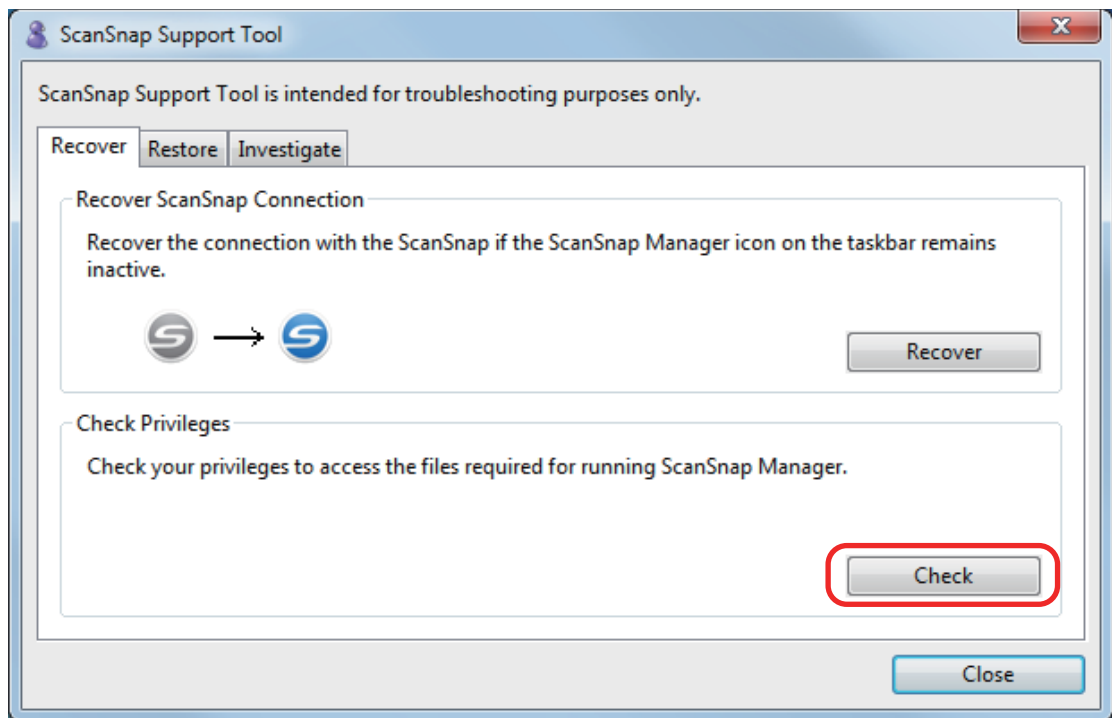 ScanSnap Support Tool
ScanSnap Support Tool is intended for troubleshooting purposes only.
Recover Restore Investigate
Recover ScanSnap Connection
Recover the connection with the ScanSnap if the ScanSnap Manager icon on the taskbar remains
inactive.
Recover
Check Privileges
Check your privileges to access the files required for running ScanSnap Manager.
Check
Close